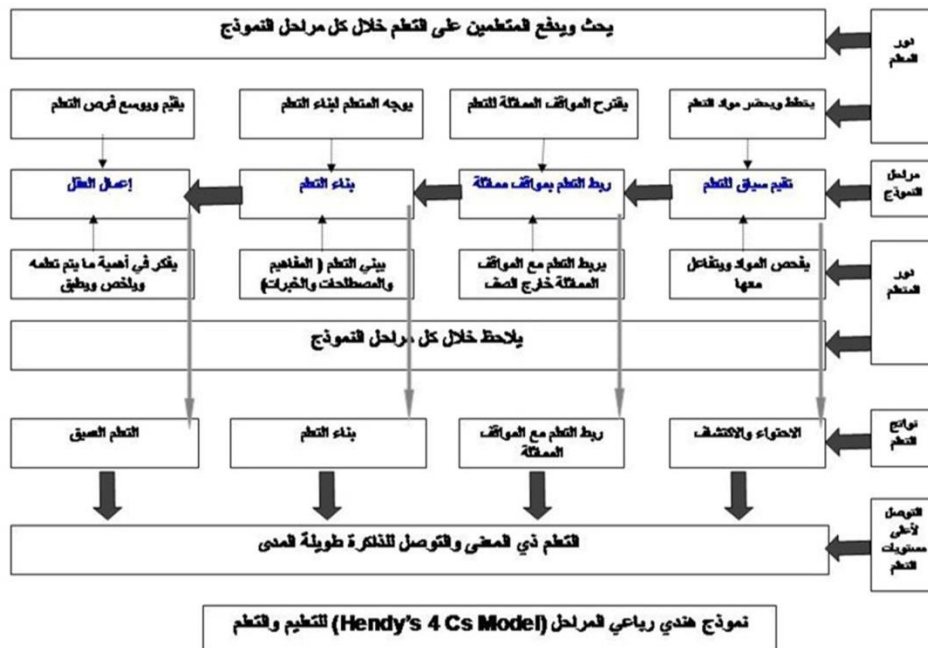 دور
المعلم
يحث ويدفع المتعلمين على التعلم خلال كل مراحل النموذج
يخطط ويحضر مواد التعلم
يقترح المواقف المماثلة للتعلم
يوجه المتعلم لبناء التعلم
يقيّم ويوسع فرص التعلم
مراحل
النموذج
تقيم سياق للتعلم
ربط التعلم بمواقف مماثلة
بناء التعلم
إعمال العقل
دور
المتعلم
يفحص المواد ويتفاعل
معها
يربط التعلم مع المواقف
المماثلة خارج الصف
يبني التعلم ( المفاهيم
والمصطلحات والخبرات)
يفكر في أهمية ما يتم تعلمه
ويلخص ويطبق
يلاحظ خلال كل مراحل النموذج
نواتج
التعلم
الاحتواء والاكتشاف
ربط التعلم مع المواقف
المماثلة
بناء التعلم
التعلم العميق
التوصل
لأعلى
مستويات
التعلم
التعلم ذي المعنى والتوصل للذاكرة طويلة المدى
نموذج هندي رباعي المراحل (Hendy's 4 Cs Model) للتعليم والتعلم